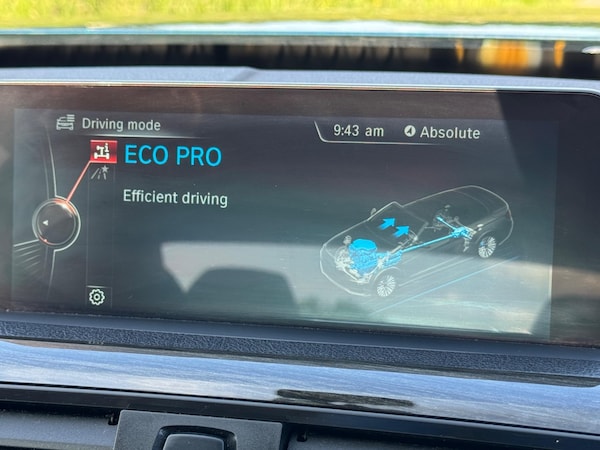 Driving mode
9:43 am
Absolute
ECO PRO
Efficient driving